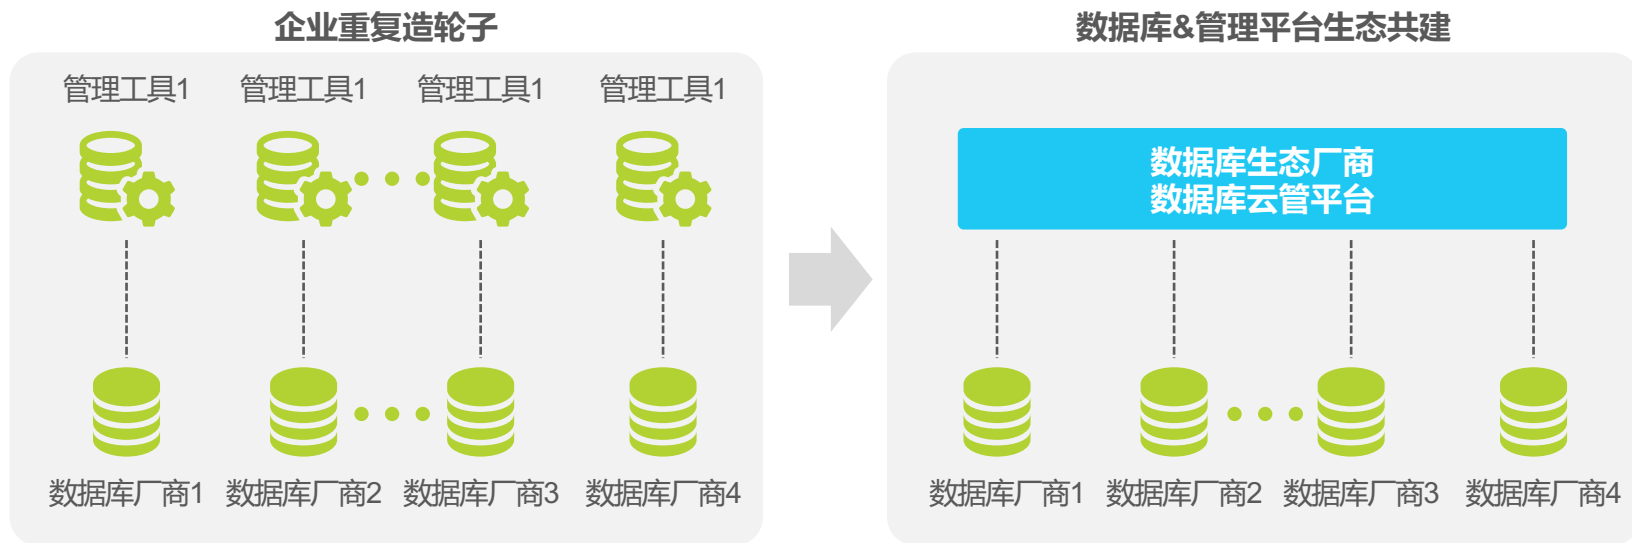 企业重复造轮子
管理工具1 管理工具1 管理工具1 管理工具1
数据库厂商1 数据库厂商2 数据库厂商3 数据库厂商4
数据库&管理平台生态共建
数据库生态厂商
数据库云管平台
数据库厂商1 数据库厂商2 数据库厂商3 数据库厂商4